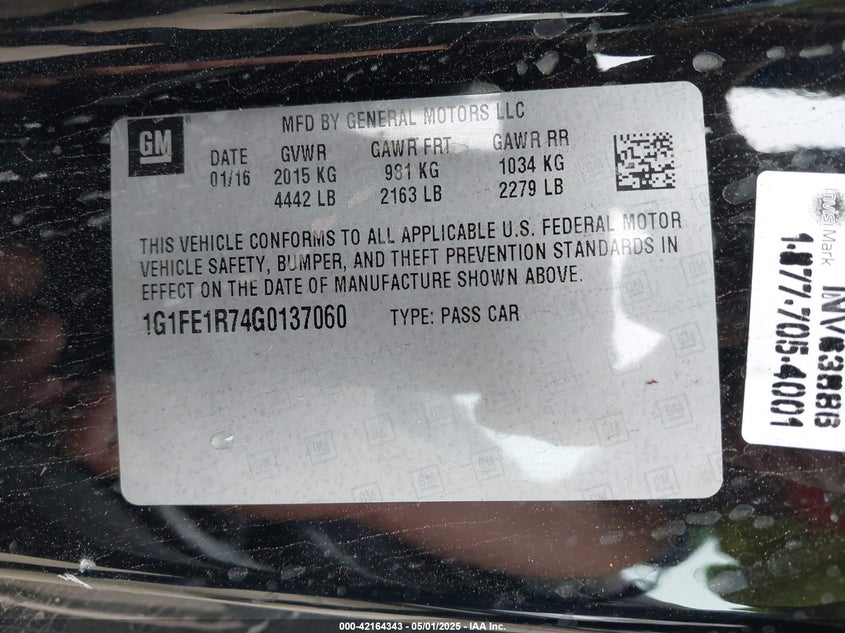 GM
MFD BY GENERAL MOTORS LLC
DATE GVWR GAWR FRT GAWR RR
01/16 2015 KG 981 KG 1034 KG
4442 LB 2163 LB 2279 LB
THIS VEHICLE CONFORMS TO ALL APPLICABLE U.S. FEDERAL MOTOR
VEHICLE SAFETY, BUMPER, AND THEFT PREVENTION STANDARDS IN
EFFECT ON THE DATE OF MANUFACTURE SHOWN ABOVE.
1G1FE1R74G0137060 TYPE: PASS CAR
Mark
1-877-705-4001
000-42164343 - 05/01/2025 - IAA Inc.